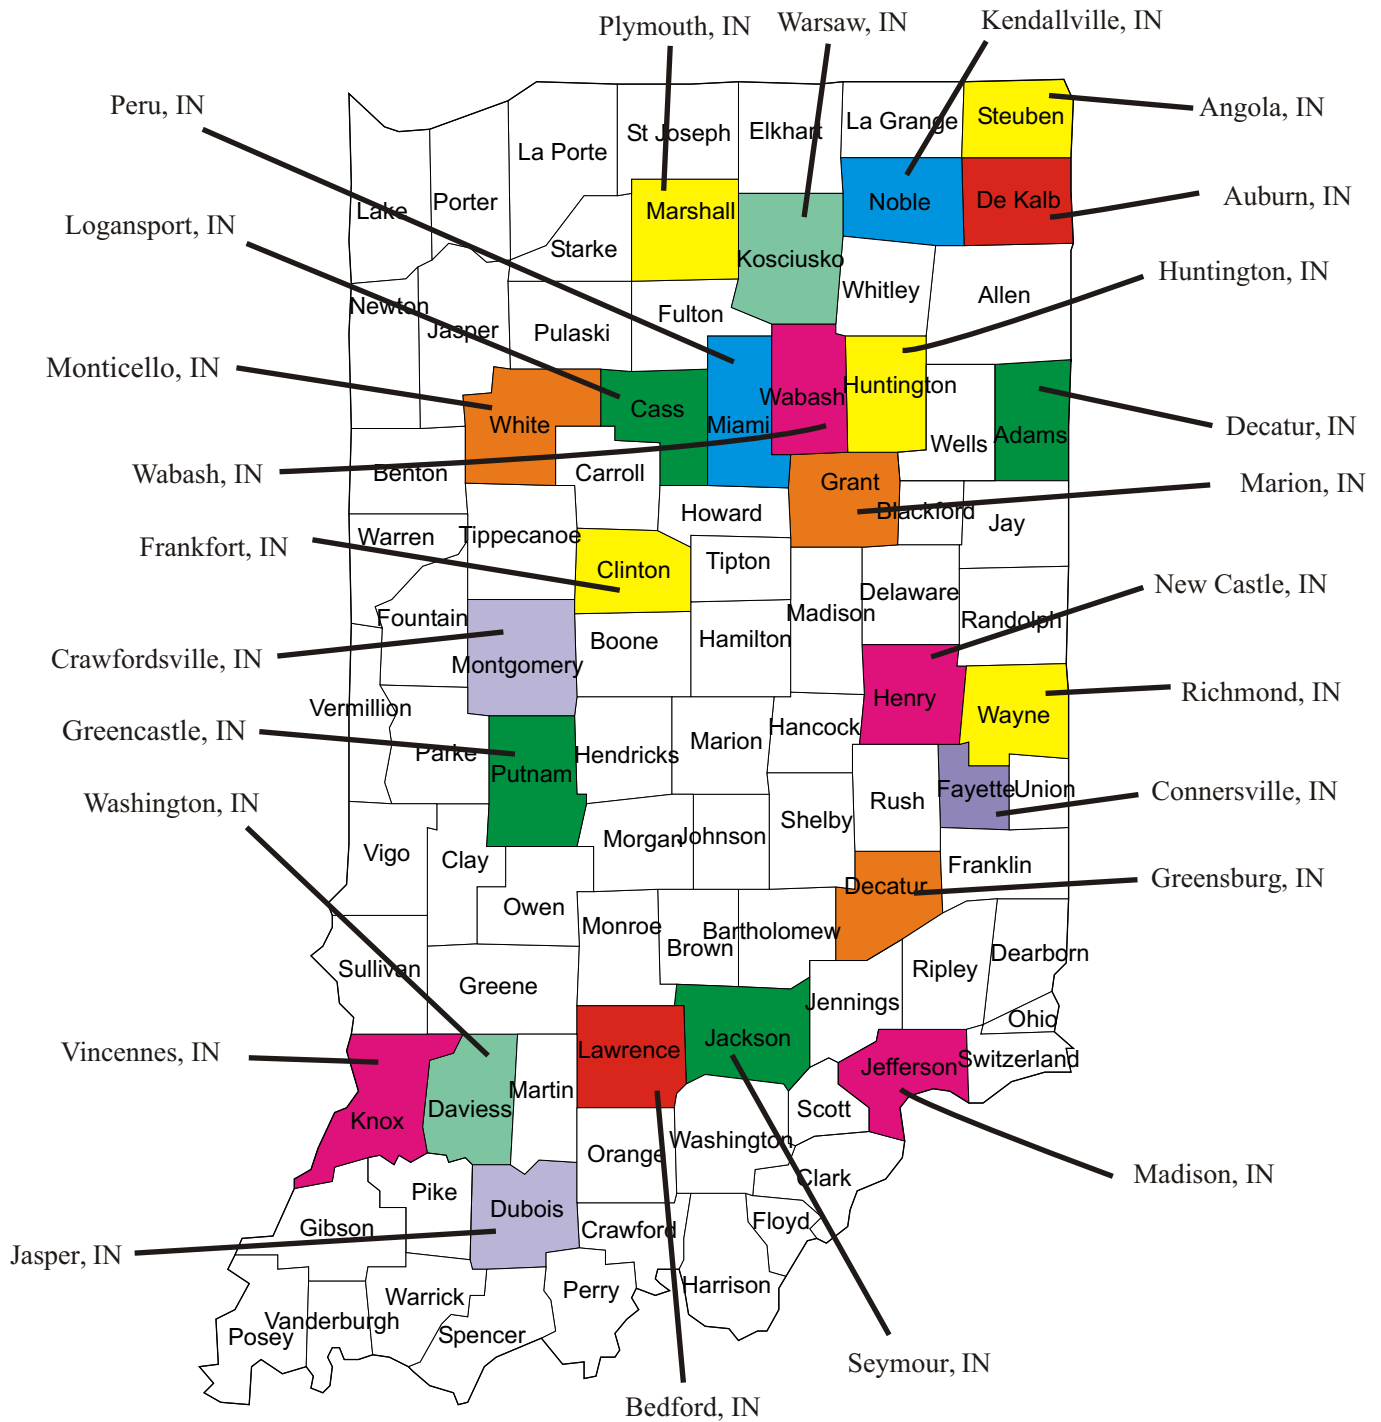 Plymouth, IN
Warsaw, IN
Kendallville, IN
Peru, IN
Angola, IN
Logansport, IN
Auburn, IN
Huntington, IN
Monticello, IN
Decatur, IN
Wabash, IN
Marion, IN
Frankfort, IN
New Castle, IN
Crawfordsville, IN
Richmond, IN
Greencastle, IN
Connersville, IN
Washington, IN
Greensburg, IN
Vincennes, IN
Madison, IN
Jasper, IN
Seymour, IN
Bedford, IN
Lake
Porter
La Porte
St Joseph
Elkhart
La Grange
Steuben
Noble
De Kalb
Marshall
Starke
Kosciusko
Whitley
Allen
Newton
Jasper
Pulaski
Fulton
White
Cass
Miami
Wabash
Huntington
Wells
Adams
Benton
Carroll
Grant
Blackford
Jay
Howard
Warren
Tippecanoe
Clinton
Tipton
Madison
Delaware
Randolph
Fountain
Montgomery
Boone
Hamilton
Henry
Wayne
Vermillion
Parke
Putnam
Hendricks
Marion
Hancock
Fayette
Union
Rush
Shelby
Johnson
Morgan
Vigo
Clay
Owen
Monroe
Brown
Bartholomew
Decatur
Franklin
Dearborn
Ripley
Jennings
Ohio
Switzerland
Jefferson
Sullivan
Greene
Lawrence
Jackson
Scott
Knox
Daviess
Martin
Orange
Washington
Clark
Pike
Dubois
Crawford
Floyd
Harrison
Gibson
Posey
Vanderburgh
Warrick
Spencer
Perry